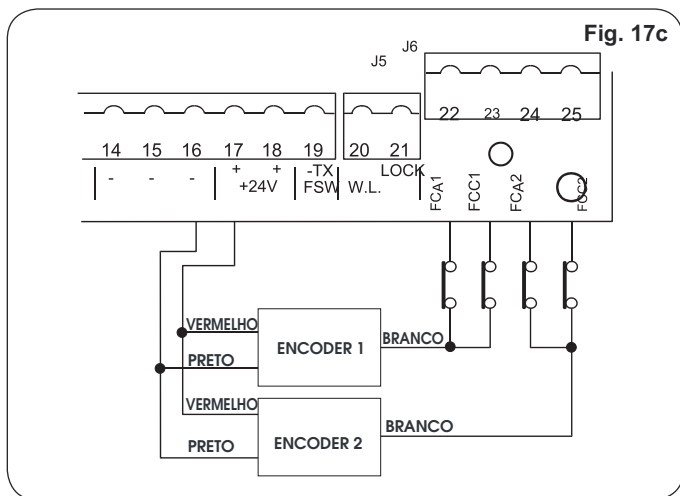 Fig. 17c
J5 J6
22 23 24 25
14 15 16 17 18 19 20 21
- - - + + -TX LOCK
+24V FSW W.L.
FCA1 FCC1 FCA2 FCC2
VERMELHO
ENCODER 1
BRANCO
PRETO
VERMELHO
ENCODER 2
BRANCO
PRETO